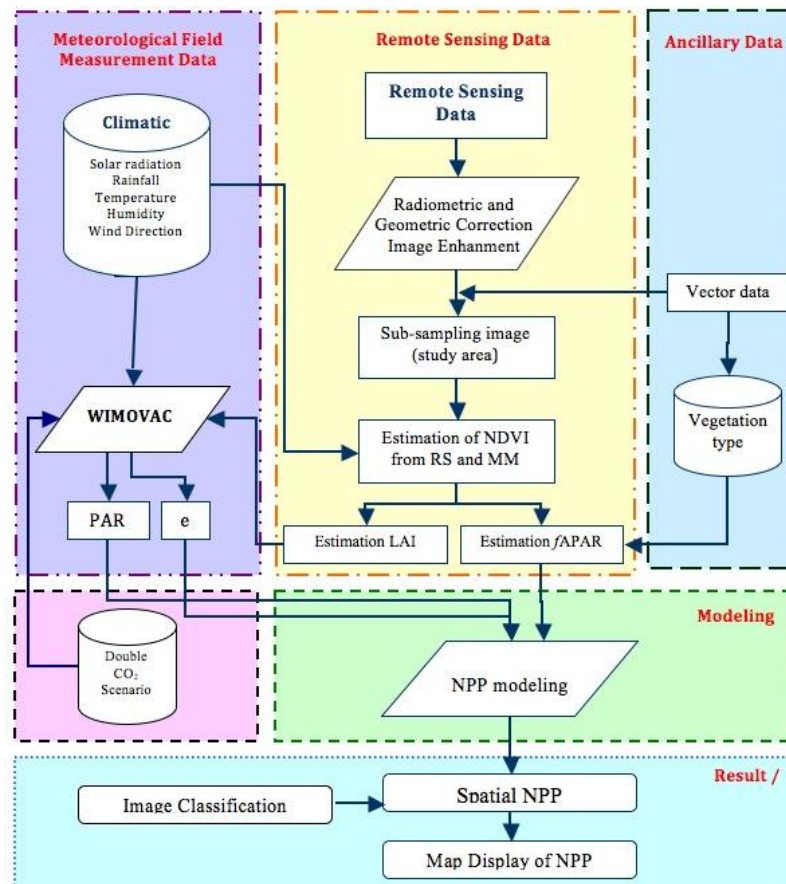 Meteorological Field
Measurement Data
Climatic
Solar radiation
Rainfall
Temperature
Humidity
Wind Direction
WIMOVAC
PAR
e
Double
CO₂
Scenario
Remote Sensing Data
Remote Sensing
Data
Radiometric and
Geometric Correction
Image Enhanment
Sub-sampling image
(study area)
Estimation of NDVI
from RS and MM
Estimation LAI
Estimation fAPAR
Ancillary Data
Vector data
Vegetation
type
Modeling
NPP modeling
Result /
Image Classification
Spatial NPP
Map Display of NPP